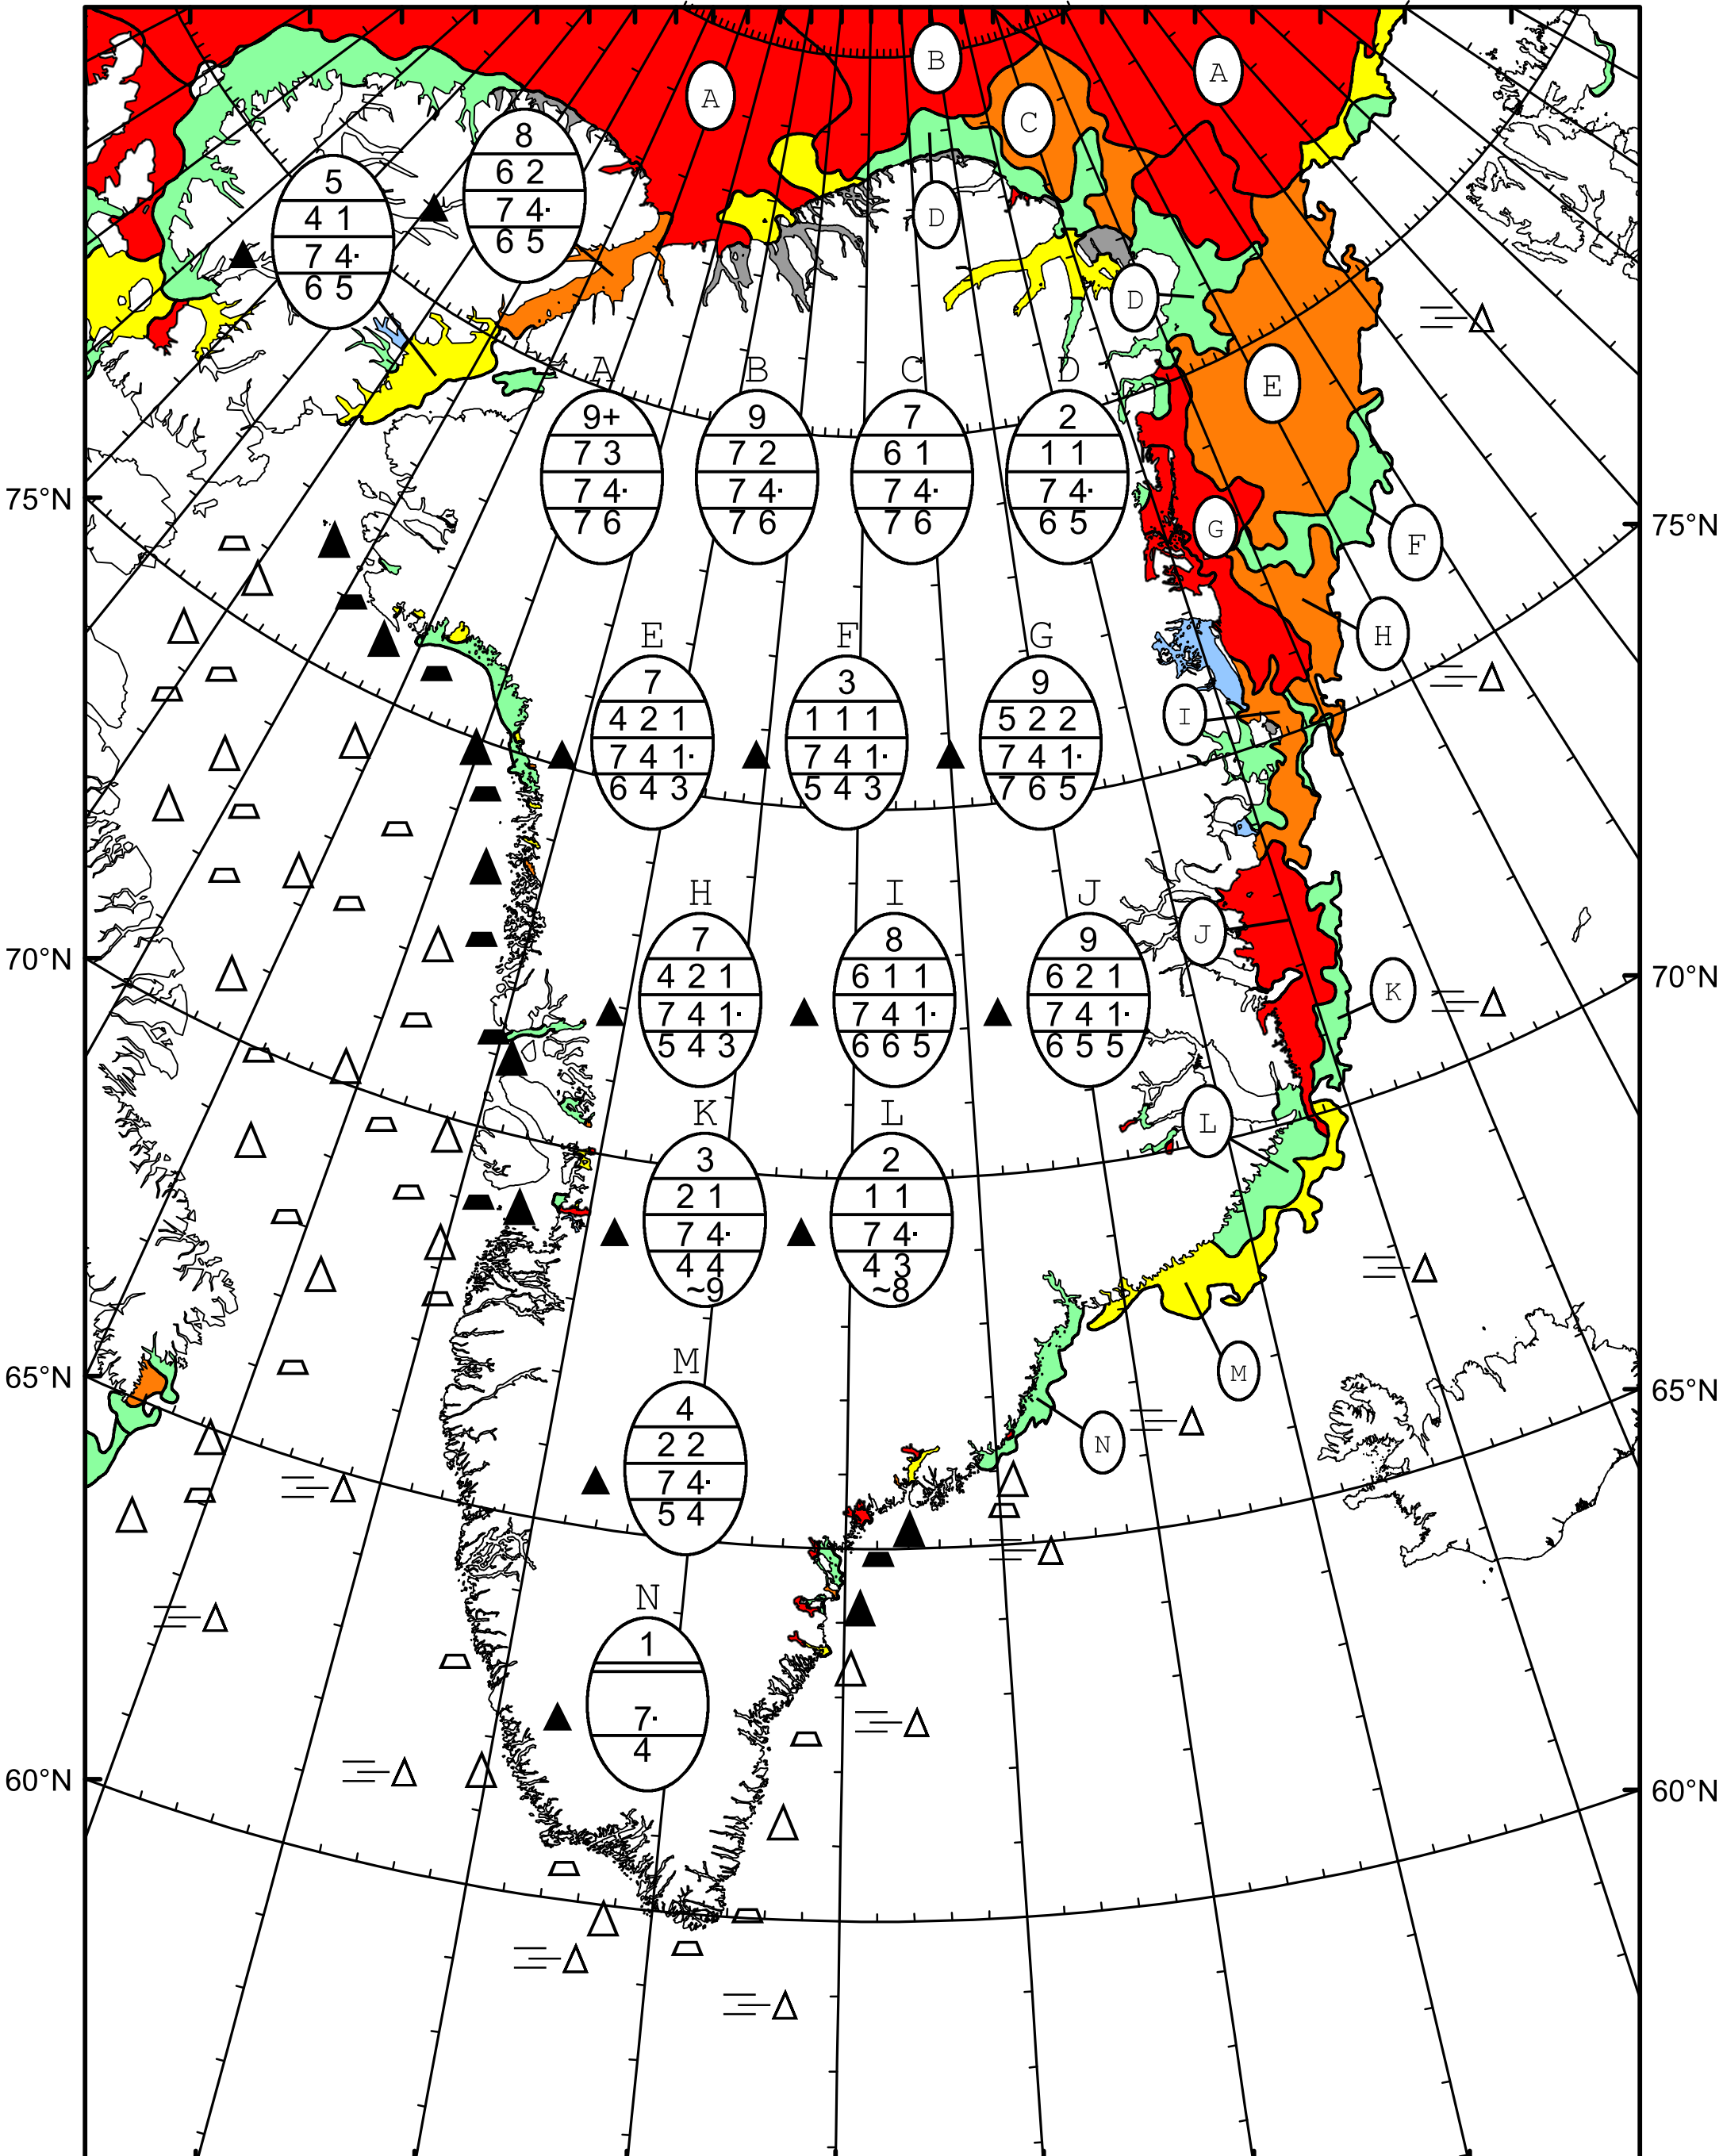 B
A
A
C
8
6 2
7 4·
6 5
5
4 1
7 4·
6 5
D
D
E
A
B
C
D
9+
7 3
7 4·
7 6
9
7 2
7 4·
7 6
7
6 1
7 4·
7 6
2
1 1
7 4·
6 5
75°N
75°N
G
F
H
E
F
G
7
4 2 1
7 4 1·
6 4 3
3
1 1 1
7 4 1·
5 4 3
9
5 2 2
7 4 1·
7 6 5
I
H
I
J
7
4 2 1
7 4 1·
5 4 3
8
6 1 1
7 4 1·
6 6 5
9
6 2 1
7 4 1·
6 5 5
J
70°N
70°N
K
L
K
L
3
2 1
7 4·
4 4
~9
2
1 1
7 4·
4 3
~8
65°N
65°N
M
M
4
2 2
7 4·
5 4
N
N
1
7·
4
60°N
60°N